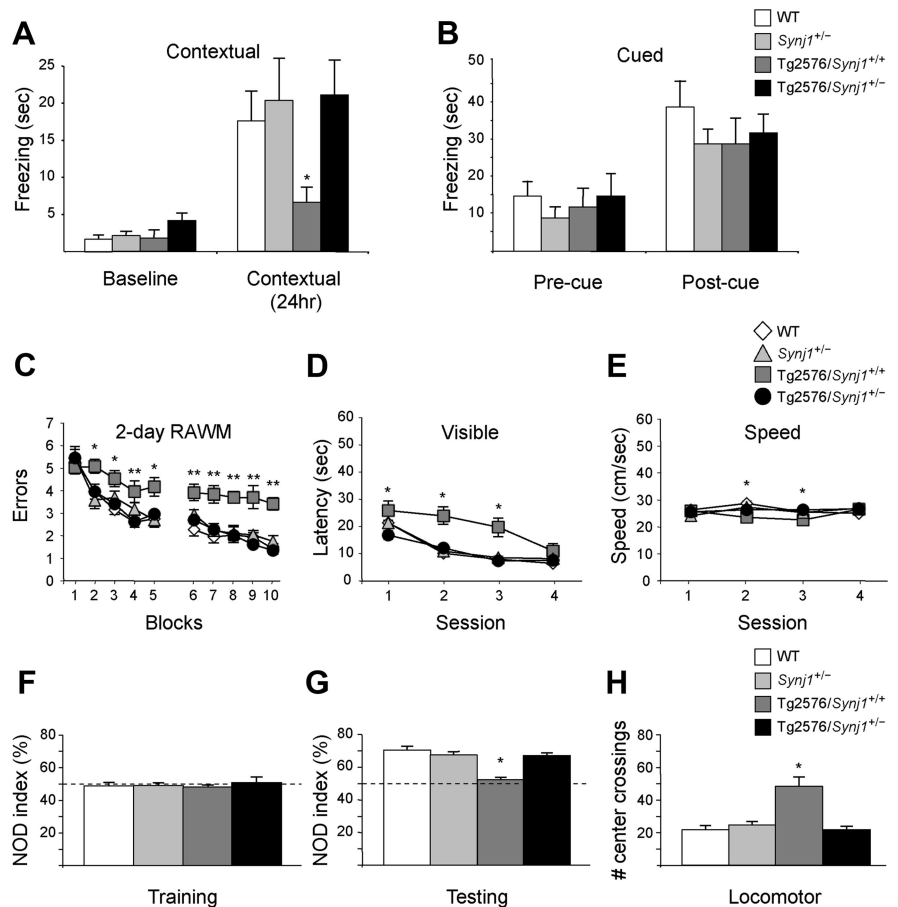 A
Contextual
Freezing (sec)
25
20
15
10
5
*
Baseline
Contextual
(24hr)
B
Cued
Freezing (sec)
50
40
30
20
10
Pre-cue
Post-cue
WT
Synj1+/−
Tg2576/Synj1+/+
Tg2576/Synj1+/−
C
2-day RAWM
Errors
7
6
5
4
3
2
1
0
* * ** * ** ** ** ** **
1 2 3 4 5 6 7 8 9 10
Blocks
D
Visible
Latency (sec)
60
50
40
30
20
10
0
* * *
1 2 3 4
Session
WT
Synj1+/−
Tg2576/Synj1+/+
Tg2576/Synj1+/−
E
Speed
Speed (cm/sec)
60
50
40
30
20
10
0
* *
1 2 3 4
Session
F
NOD index (%)
80
60
40
20
Training
G
NOD index (%)
80
60
40
20
*
Testing
WT
Synj1+/−
Tg2576/Synj1+/+
Tg2576/Synj1+/−
H
# center crossings
80
60
40
20
*
Locomotor